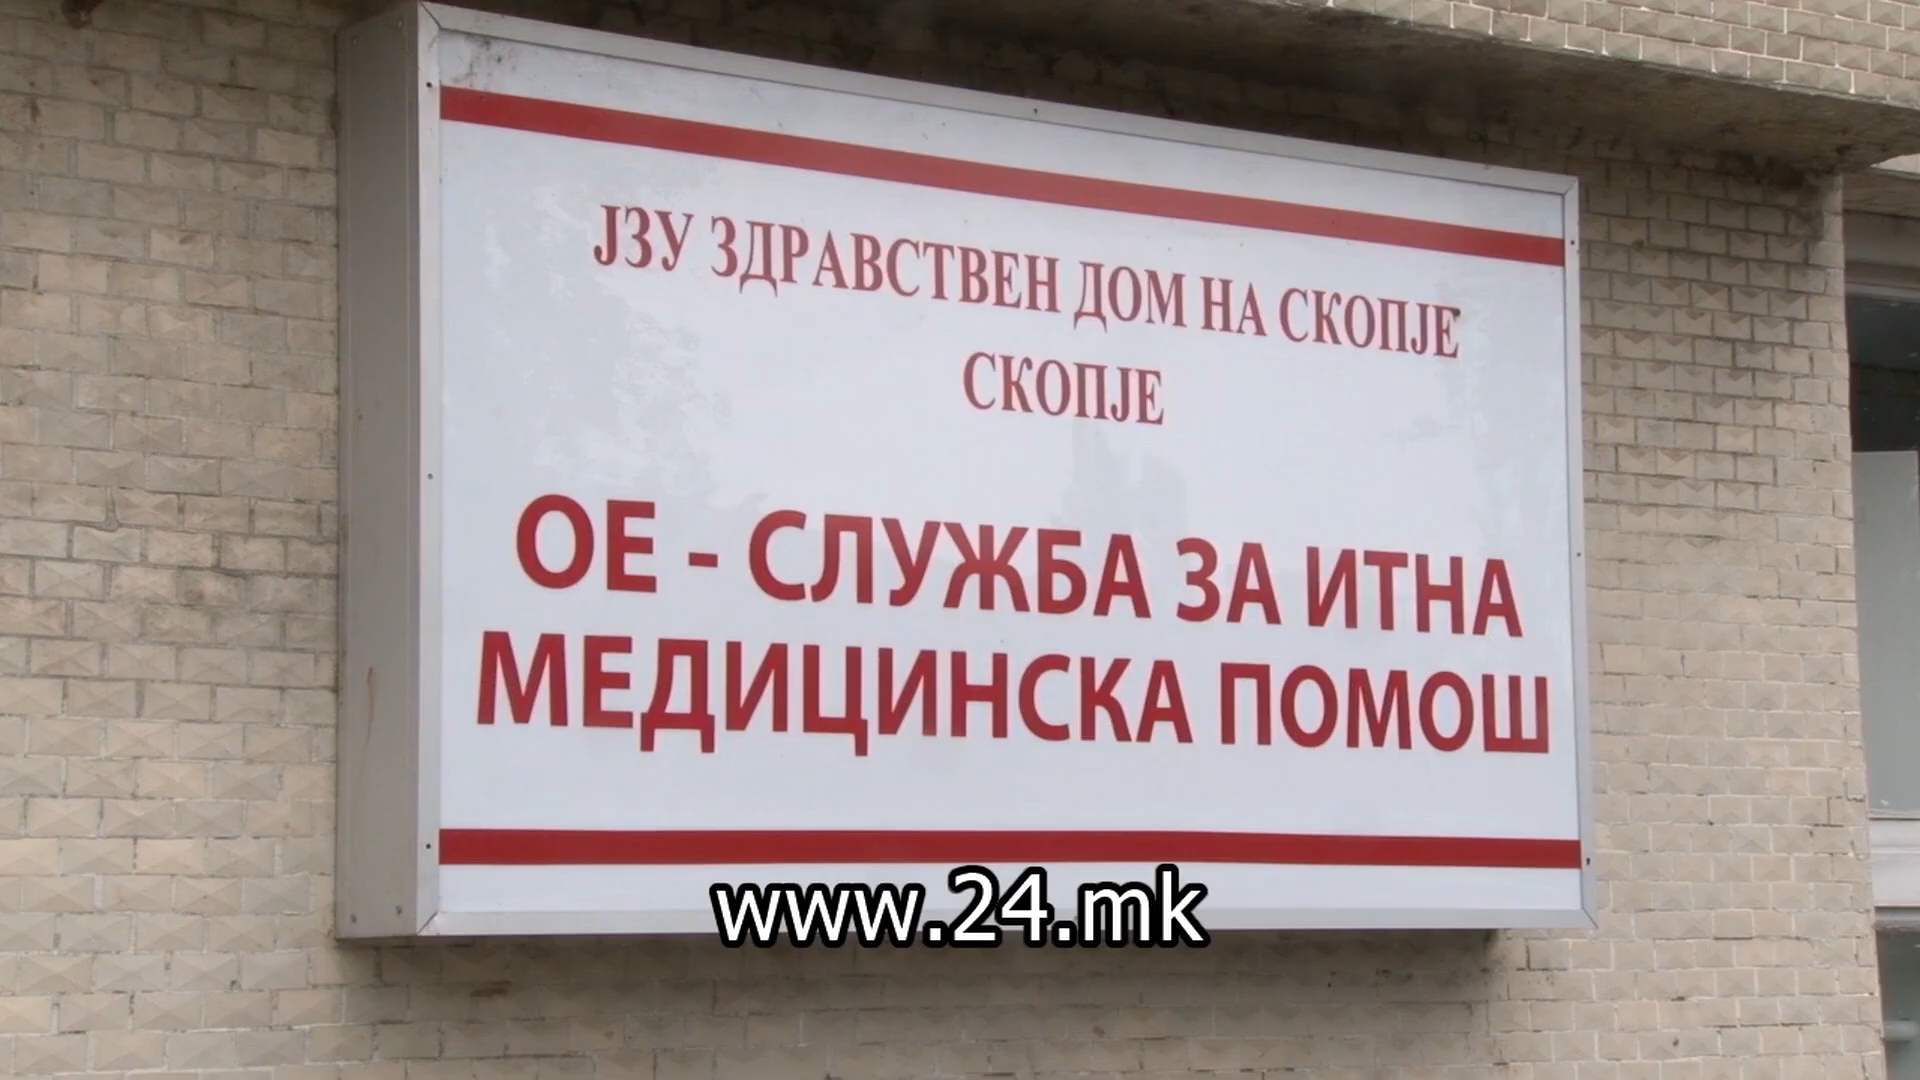 ЈЗУ ЗДРАВСТВЕН ДОМ НА СКОПЈЕ
СКОПЈЕ
ОЕ - СЛУЖБА ЗА ИТНА
МЕДИЦИНСКА ПОМОШ
www.24.mk